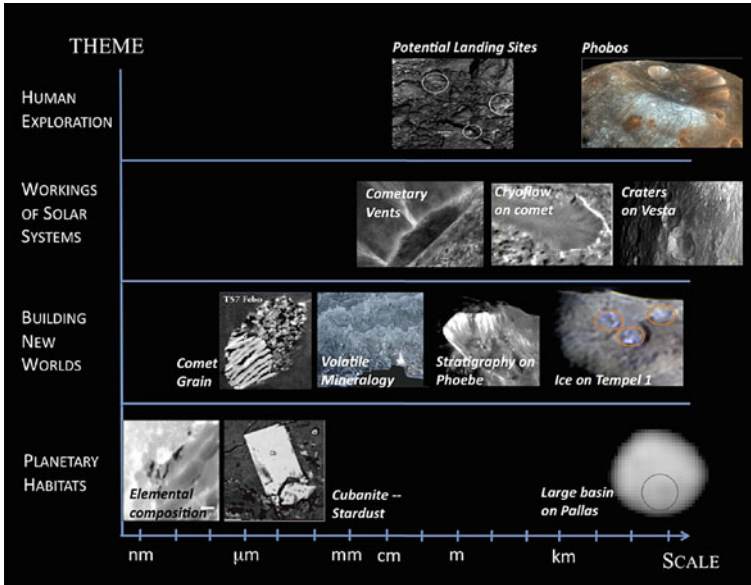 THEME
Potential Landing Sites
Phobos
HUMAN
EXPLORATION
WORKINGS
OF SOLAR
SYSTEMS
Cometary
Vents
Cryoflow
on comet
Craters
on Vesta
BUILDING
NEW
WORLDS
T57 Febo
Comet
Grain
Volatile
Mineralogy
Stratigraphy on
Phoebe
Ice on Tempel 1
PLANETARY
HABITATS
Elemental
composition
Cubanite --
Stardust
Large basin
on Pallas
nm
μm
mm
cm
m
km
SCALE